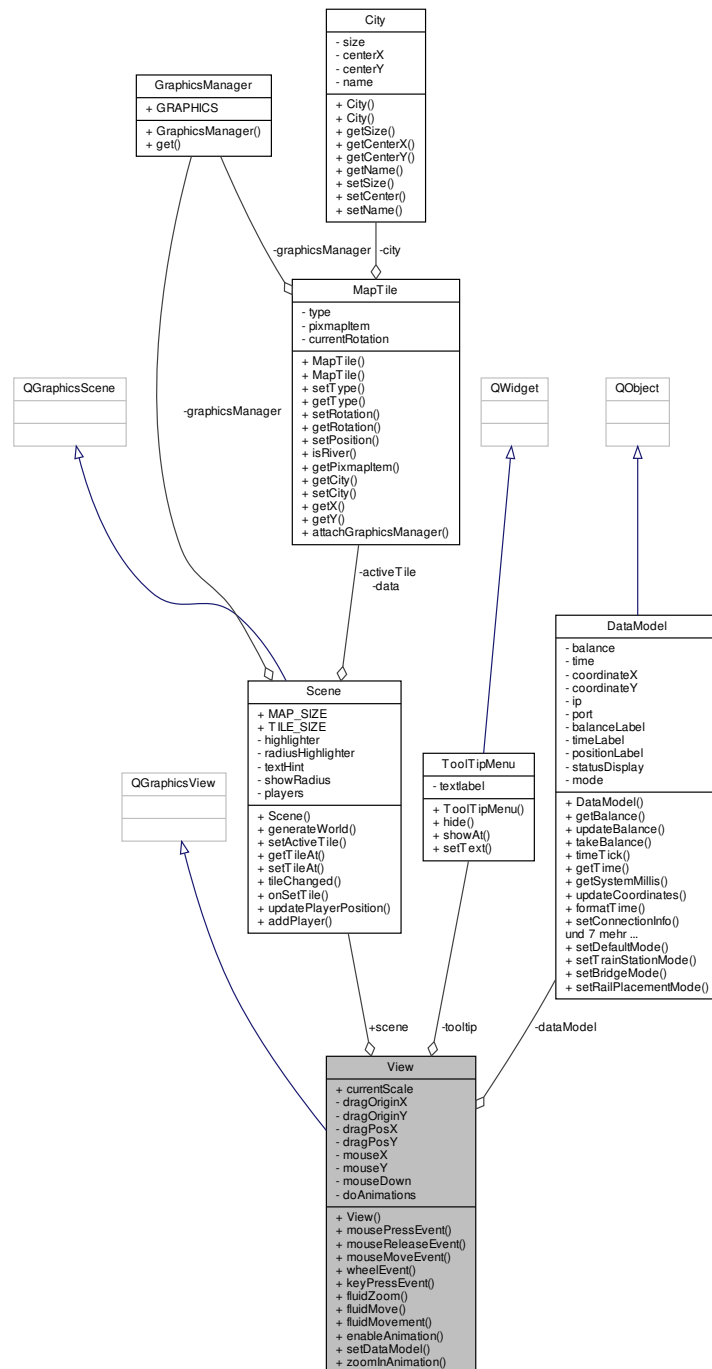 City
- size
- centerX
- centerY
- name
+ City()
+ City()
+ getSize()
+ getCenterX()
+ getCenterY()
+ getName()
+ setSize()
+ setCenter()
+ setName()
GraphicsManager
+ GRAPHICS
+ GraphicsManager()
+ get()
-graphicsManager
-city
MapTile
- type
- pixmapItem
- currentRotation
+ MapTile()
+ MapTile()
+ setType()
+ getType()
+ setRotation()
+ getRotation()
+ setPosition()
+ isRiver()
+ getPixmapItem()
+ getCity()
+ setCity()
+ getX()
+ getY()
+ attachGraphicsManager()
QGraphicsScene
-graphicsManager
QWidget
QObject
-activeTile
-data
DataModel
- balance
- time
- coordinateX
- coordinateY
- ip
- port
- balanceLabel
- timeLabel
- positionLabel
- statusDisplay
- mode
+ DataModel()
+ getBalance()
+ updateBalance()
+ takeBalance()
+ timeTick()
+ getTime()
+ getSystemMillis()
+ updateCoordinates()
+ formatTime()
+ setConnectionInfo()
und 7 mehr ...
+ setDefaultMode()
+ setTrainStationMode()
+ setBridgeMode()
+ setRailPlacementMode()
Scene
+ MAP_SIZE
+ TILE_SIZE
- highlighter
- radiusHighlighter
- textHint
- showRadius
- players
+ Scene()
+ generateWorld()
+ setActiveTile()
+ getTileAt()
+ setTileAt()
+ tileChanged()
+ onSetTile()
+ updatePlayerPosition()
+ addPlayer()
ToolTipMenu
- textlabel
+ ToolTipMenu()
+ hide()
+ showAt()
+ setText()
QGraphicsView
+scene
-tooltip
-dataModel
View
+ currentScale
- dragOriginX
- dragOriginY
- dragPosX
- dragPosY
- mouseX
- mouseY
- mouseDown
- doAnimations
+ View()
+ mousePressEvent()
+ mouseReleaseEvent()
+ mouseMoveEvent()
+ wheelEvent()
+ keyPressEvent()
+ fluidZoom()
+ fluidMove()
+ fluidMovement()
+ enableAnimation()
+ setDataModel()
+ zoomInAnimation()